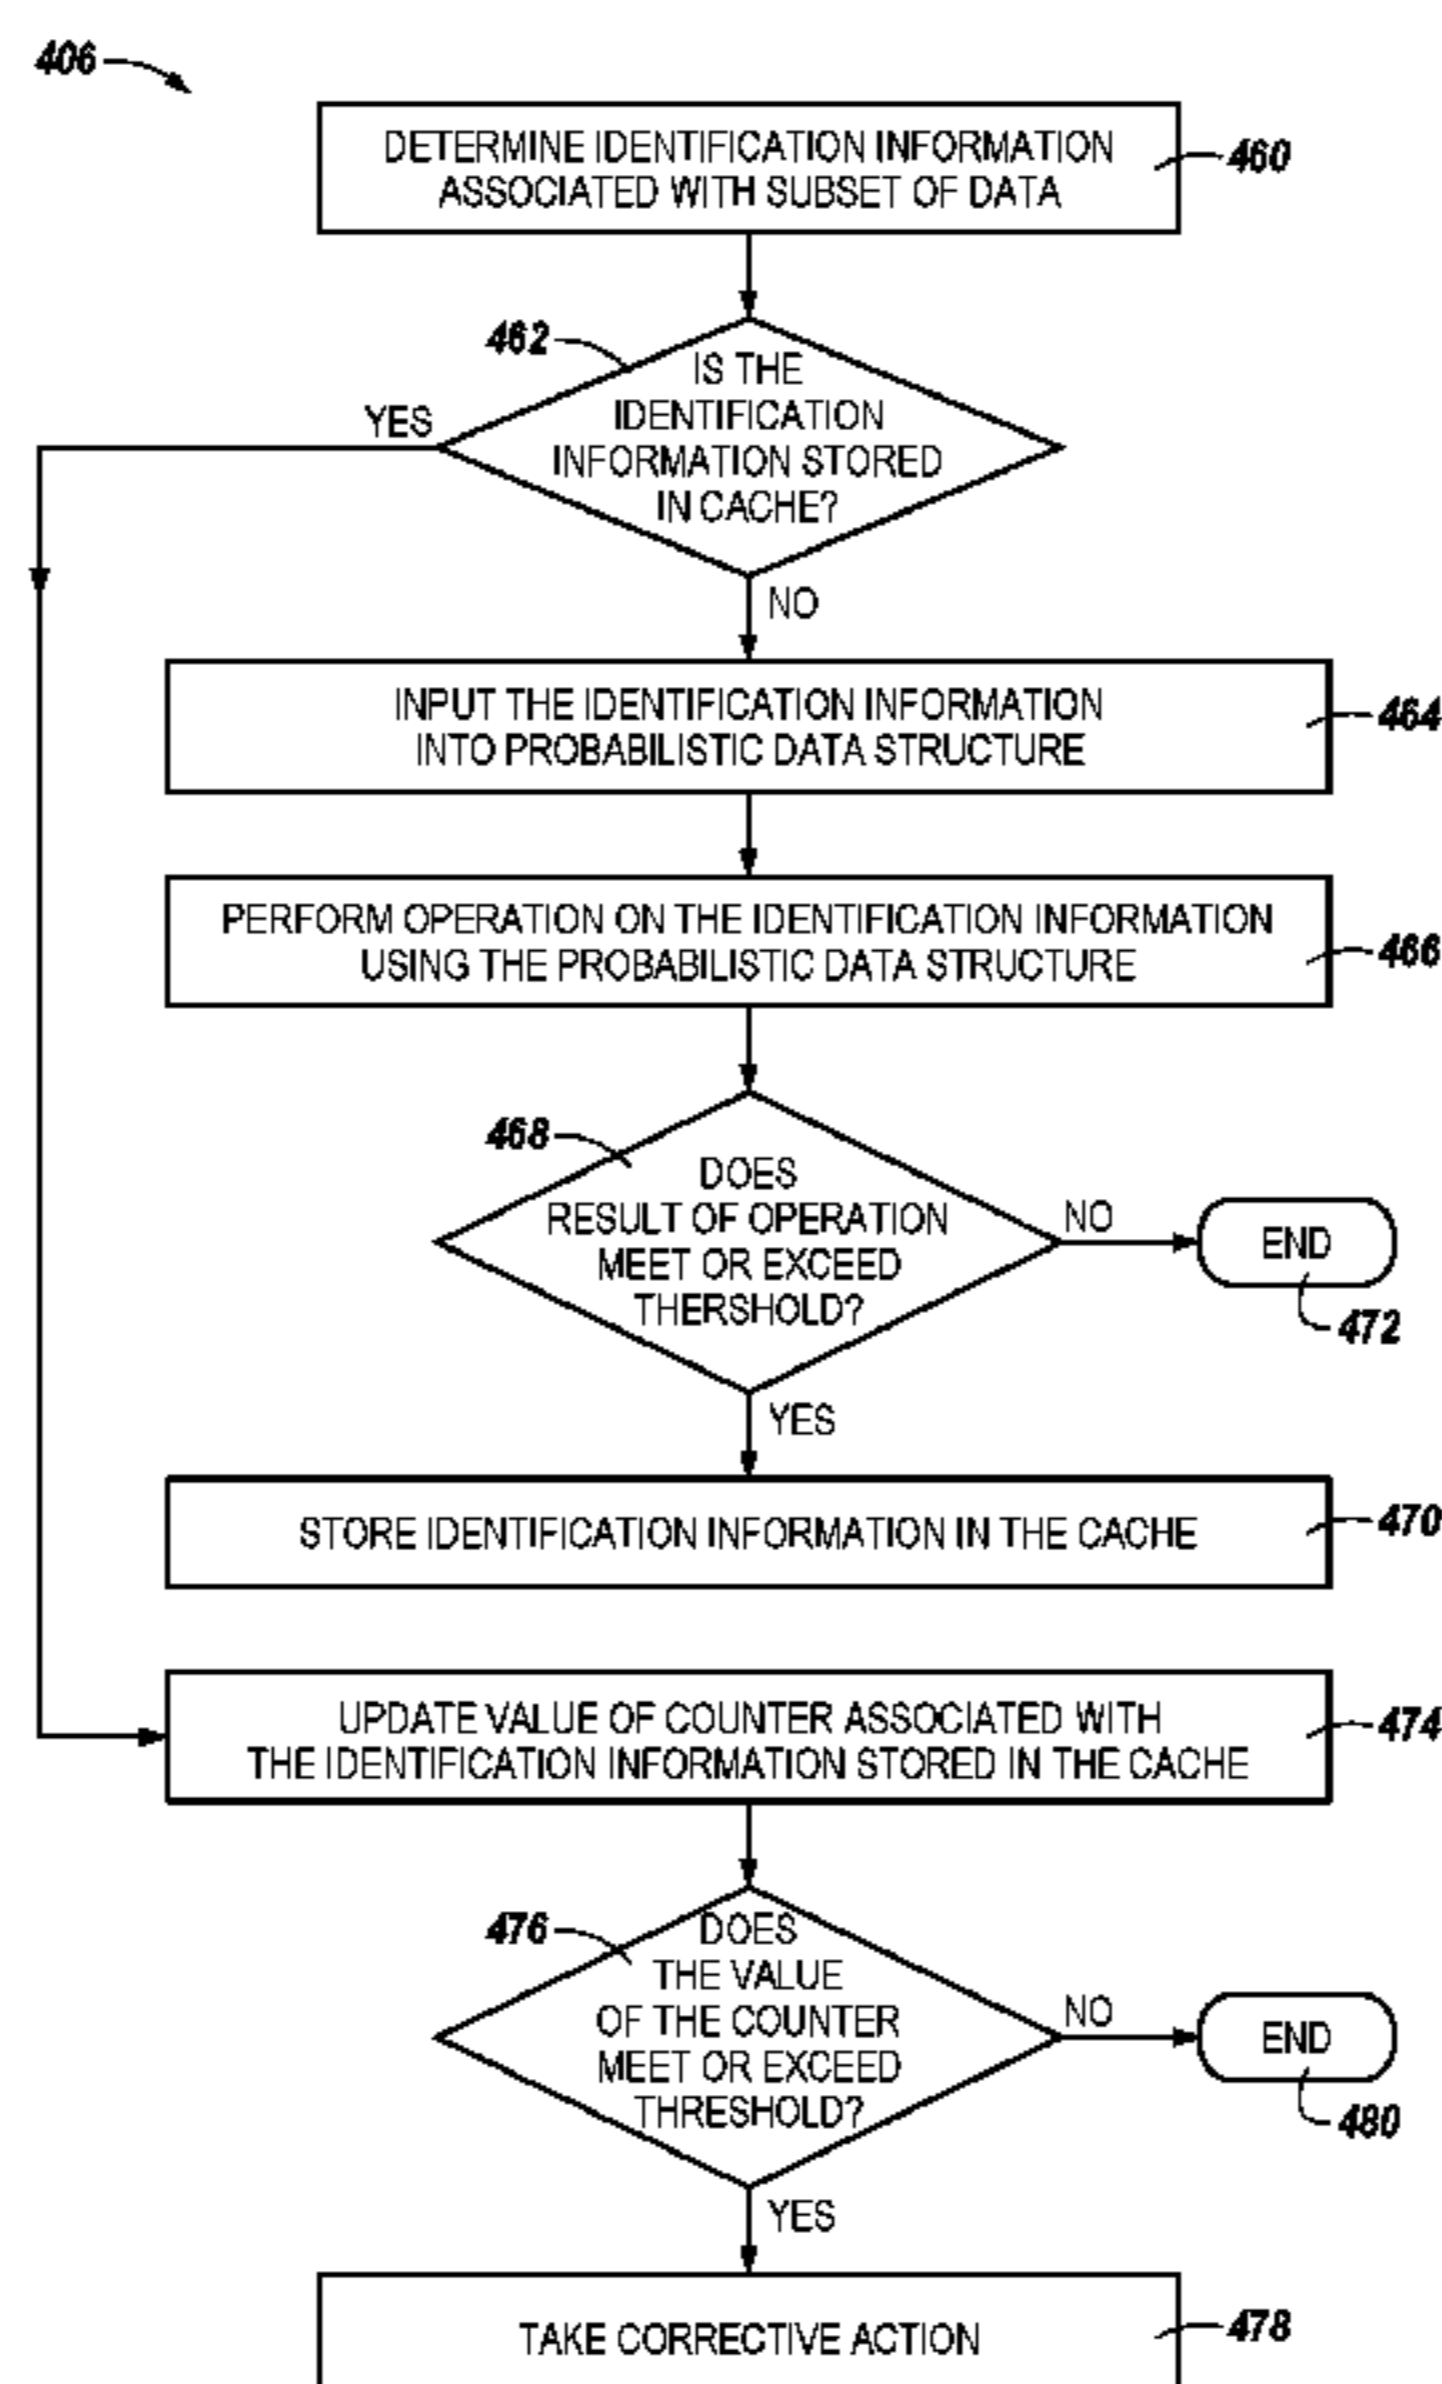 406
DETERMINE IDENTIFICATION INFORMATION
ASSOCIATED WITH SUBSET OF DATA
460
462
IS THE
IDENTIFICATION
INFORMATION STORED
IN CACHE?
YES
NO
INPUT THE IDENTIFICATION INFORMATION
INTO PROBABILISTIC DATA STRUCTURE
464
PERFORM OPERATION ON THE IDENTIFICATION INFORMATION
USING THE PROBABILISTIC DATA STRUCTURE
466
468
DOES
RESULT OF OPERATION
MEET OR EXCEED
THERSHOLD?
NO
END
472
YES
STORE IDENTIFICATION INFORMATION IN THE CACHE
470
UPDATE VALUE OF COUNTER ASSOCIATED WITH
THE IDENTIFICATION INFORMATION STORED IN THE CACHE
474
476
DOES
THE VALUE
OF THE COUNTER
MEET OR EXCEED
THRESHOLD?
NO
END
480
YES
TAKE CORRECTIVE ACTION
478